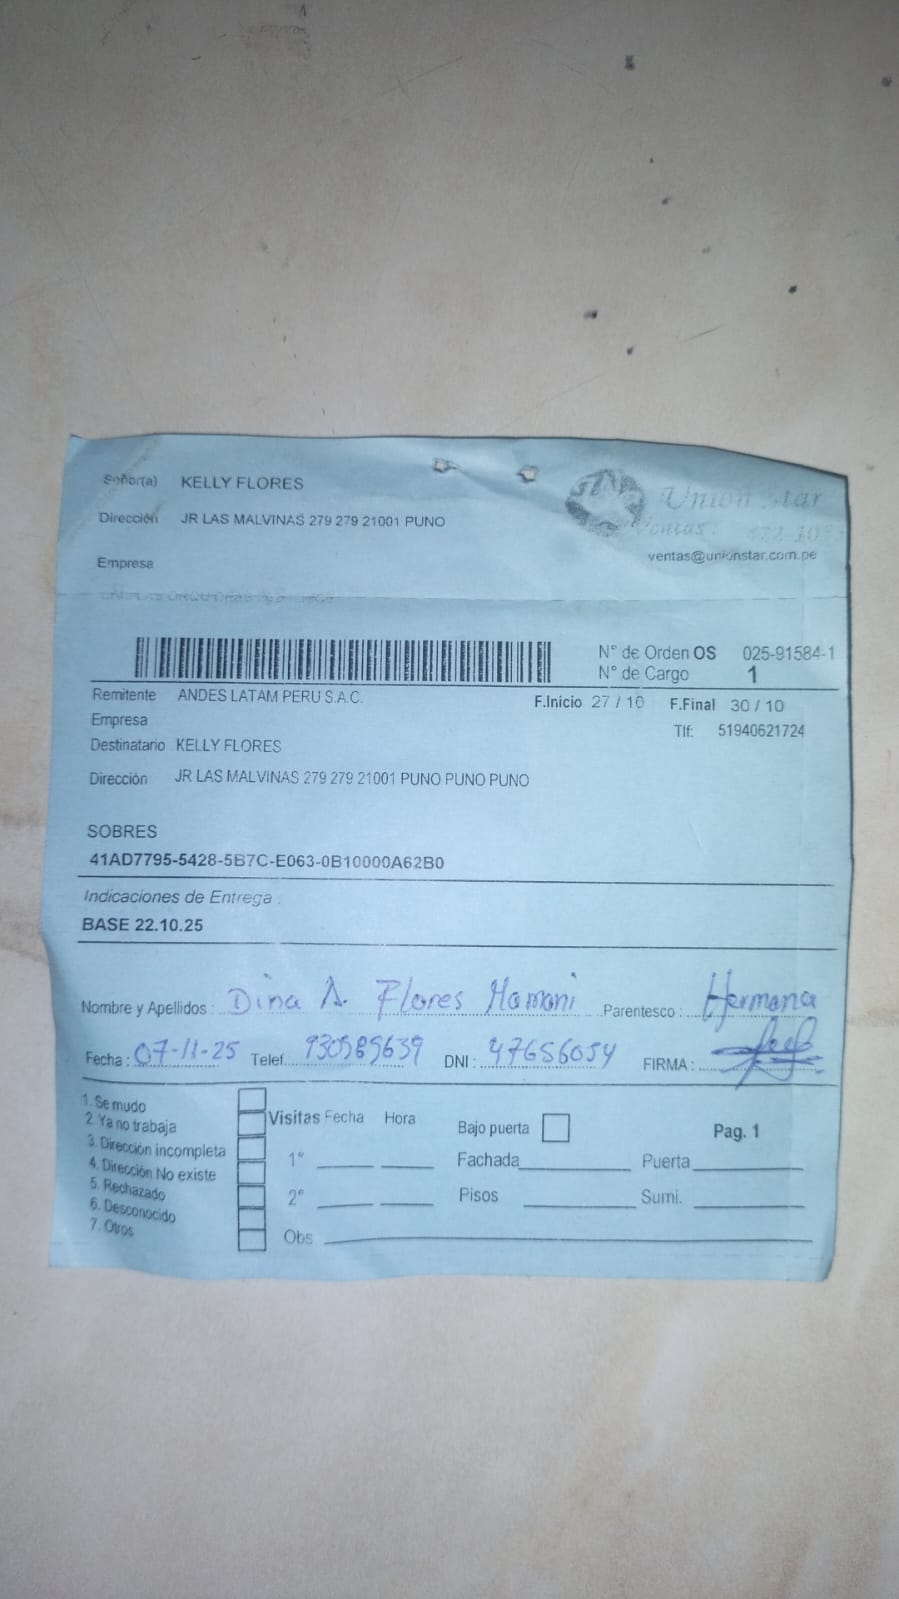 Señor(a) KELLY FLORES
Dirección JR LAS MALVINAS 279 279 21001 PUNO
Union Star
Ventas:
ventas@unionstar.com.pe
Empresa
N° de Orden OS 025-91584-1
N° de Cargo 1
Remitente ANDES LATAM PERU S.A.C.
F.Inicio 27 / 10 F.Final 30 / 10
Empresa
Tlf: 51940621724
Destinatario KELLY FLORES
Dirección JR LAS MALVINAS 279 279 21001 PUNO PUNO PUNO
SOBRES
41AD7795-5428-5B7C-E063-0B10000A62B0
Indicaciones de Entrega :
BASE 22.10.25
Nombre y Apellidos : Dina A. Flores Mamani Parentesco : Hermana
Fecha : 07-11-25 Telef. 930989639 DNI : 47656054 FIRMA :
1. Se mudo
2. Ya no trabaja
3. Dirección incompleta
4. Dirección No existe
5. Rechazado
6. Desconocido
7. Otros
Visitas Fecha Hora
1°
2°
Obs
Bajo puerta
Pag. 1
Fachada Puerta
Pisos Sumi.